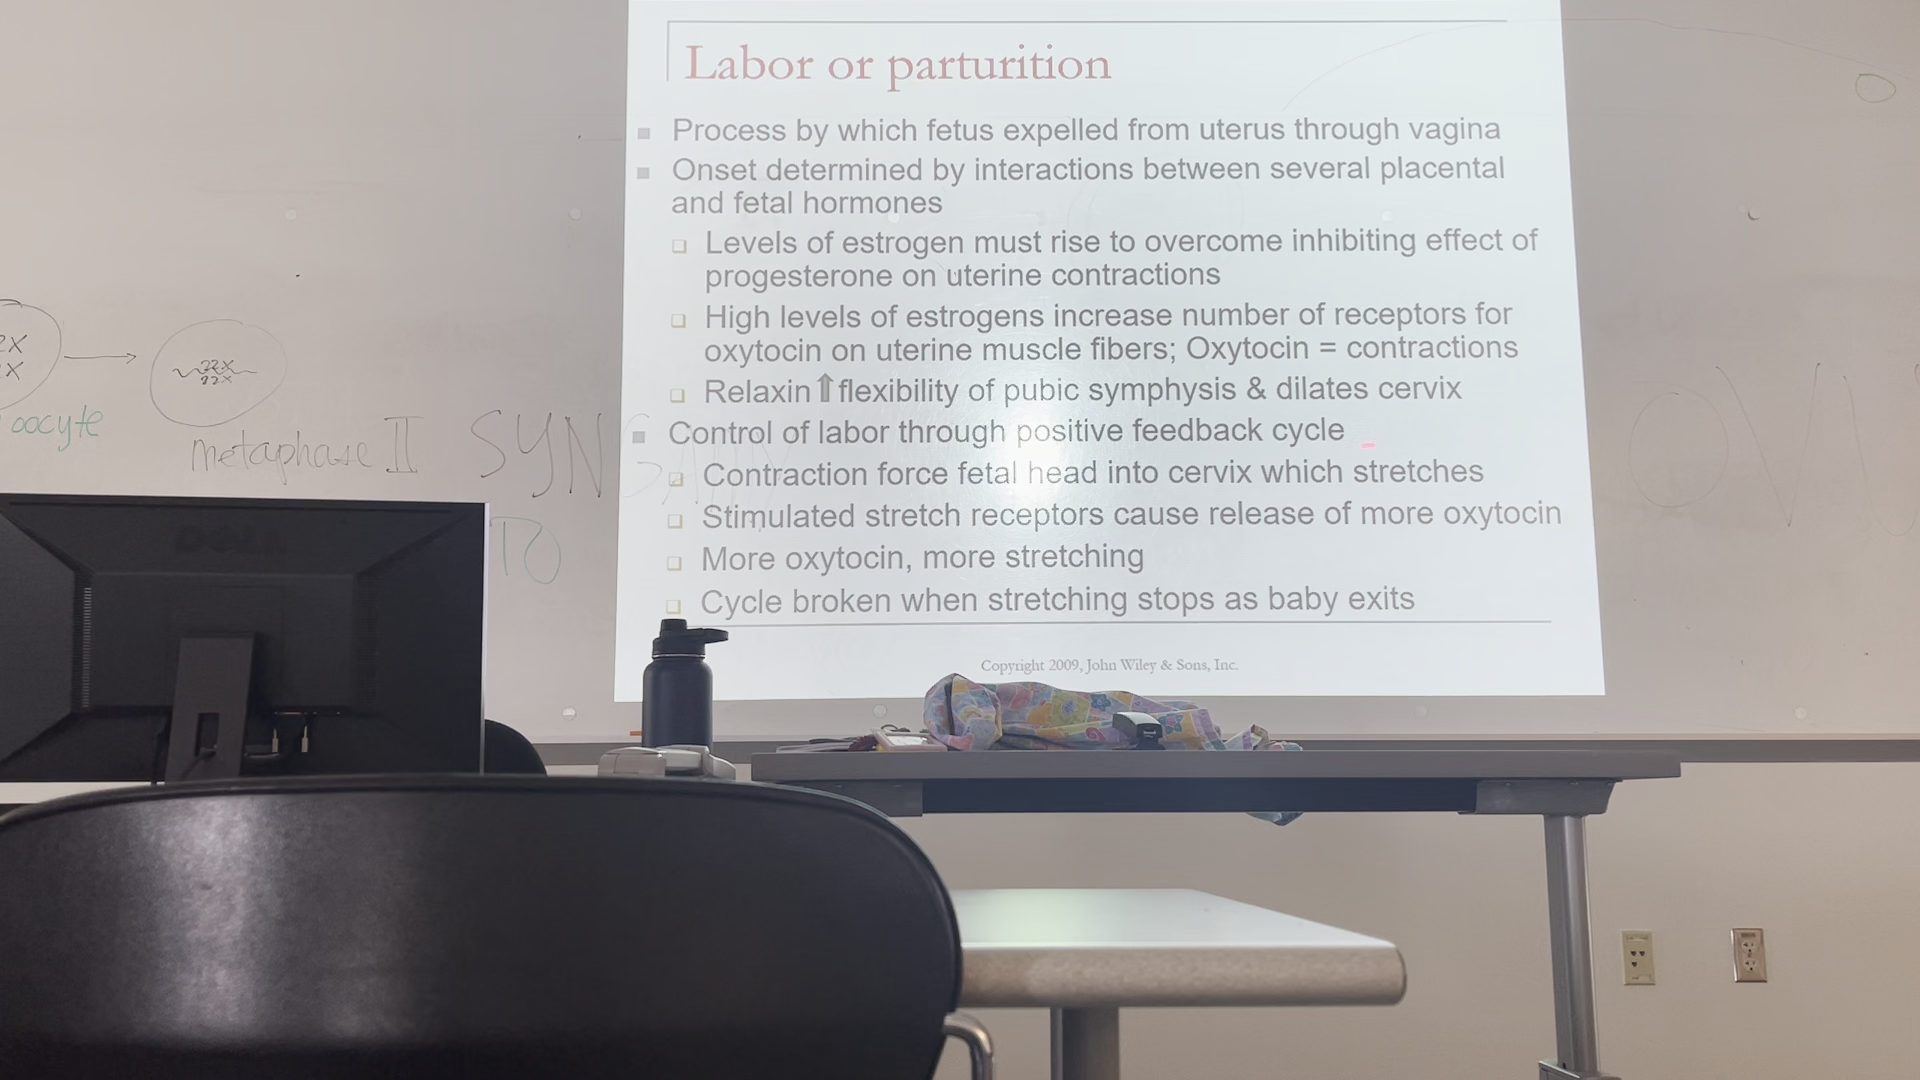 Labor or parturition
Process by which fetus expelled from uterus through vagina
Onset determined by interactions between several placental
and fetal hormones
Levels of estrogen must rise to overcome inhibiting effect of
progesterone on uterine contractions
High levels of estrogens increase number of receptors for
oxytocin on uterine muscle fibers; Oxytocin = contractions
Relaxin ⇧ flexibility of pubic symphysis & dilates cervix
Control of labor through positive feedback cycle
Contraction force fetal head into cervix which stretches
Stimulated stretch receptors cause release of more oxytocin
More oxytocin, more stretching
Cycle broken when stretching stops as baby exits
Copyright 2009, John Wiley & Sons, Inc.
22X
22X
oocyte
metaphase II
DELL